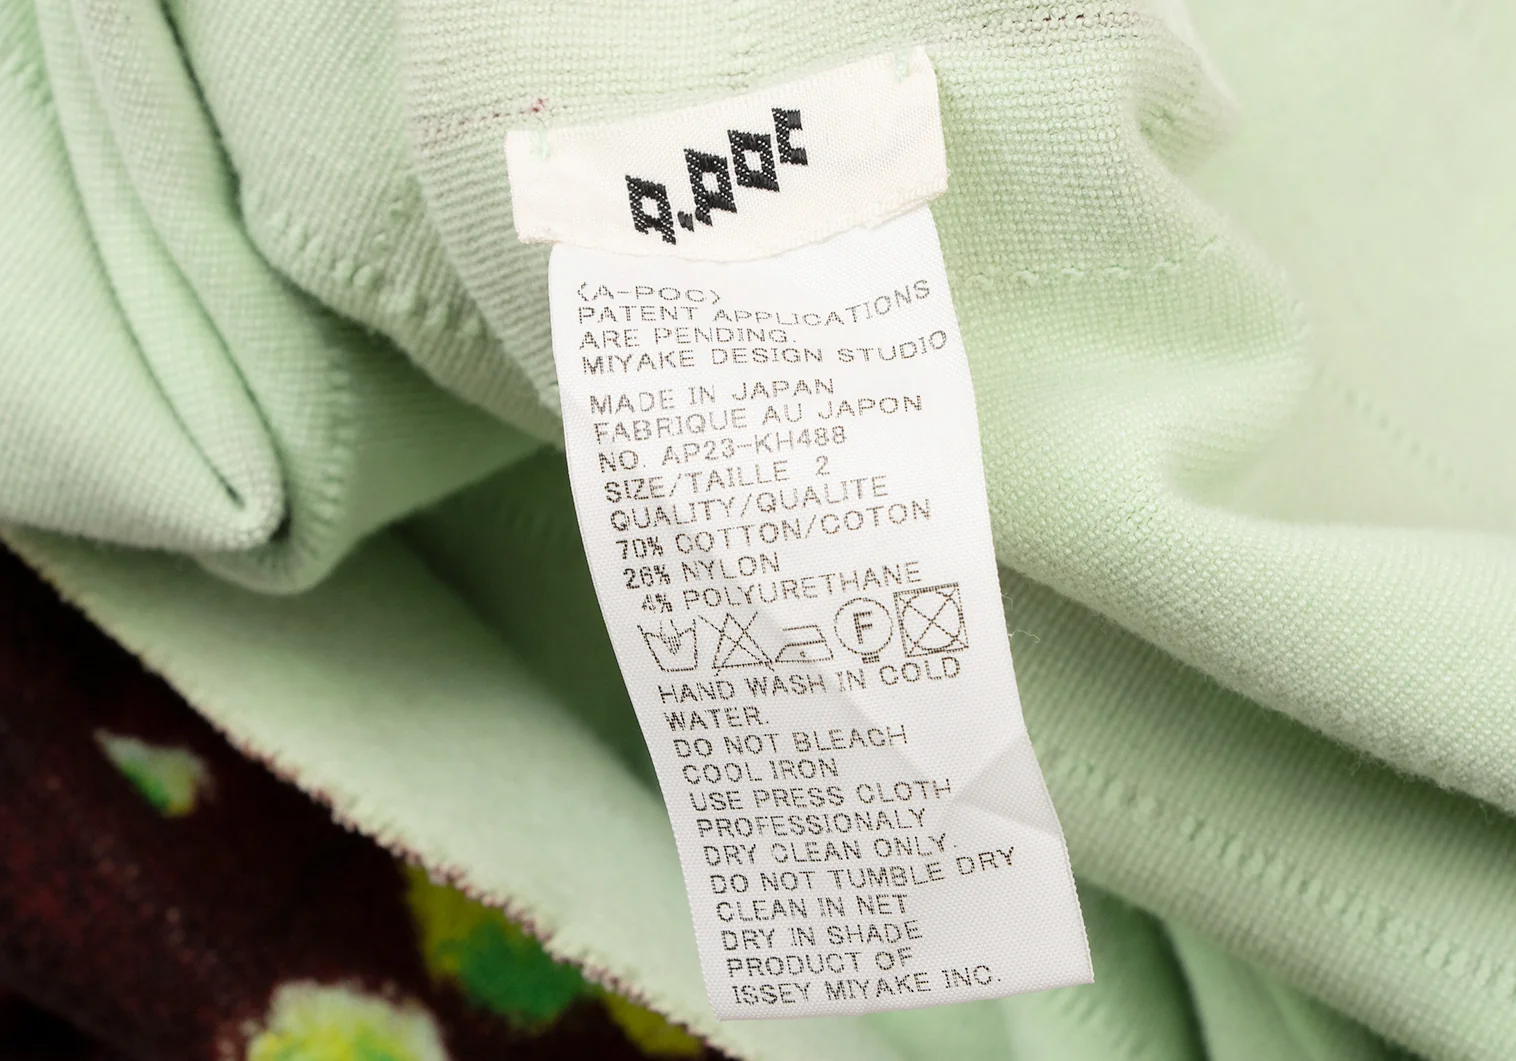 a.poc
<A-POC>
PATENT APPLICATIONS
ARE PENDING.
MIYAKE DESIGN STUDIO
MADE IN JAPAN
FABRIQUE AU JAPON
NO. AP23-KH488
SIZE/TAILLE 2
QUALITY/QUALITE
70% COTTON/COTON
26% NYLON
4% POLYURETHANE
F
HAND WASH IN COLD
WATER.
DO NOT BLEACH
COOL IRON
USE PRESS CLOTH
PROFESSIONALY
DRY CLEAN ONLY.
DO NOT TUMBLE DRY
CLEAN IN NET
DRY IN SHADE
PRODUCT OF
ISSEY MIYAKE INC.